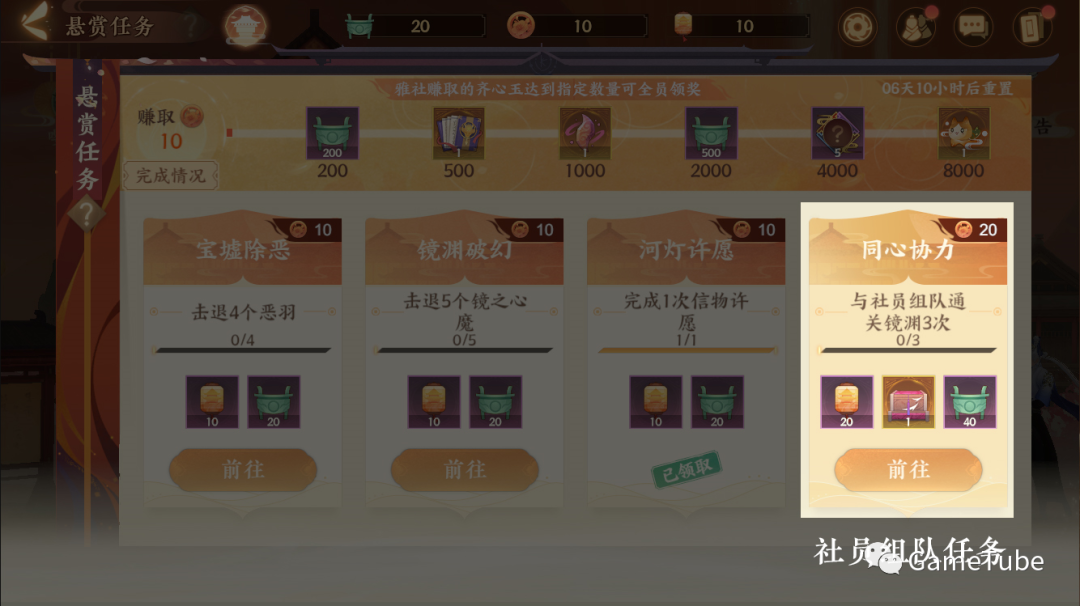 悬赏任务 ?
20
10
10
悬赏任务
?
雅社赚取的齐心玉达到指定数量可全员领奖
06天10小时后重置
赚取
10
完成情况
200
1
1
500
?
5
1
200
500
1000
2000
4000
8000
告
10
宝墟除恶
击退4个恶羽
0/4
10
20
前往
10
镜渊破幻
击退5个镜之心
魔
0/5
10
20
前往
10
河灯许愿
完成1次信物许
愿
1/1
10
20
已领取
20
同心协力
与社员组队通
关镜渊3次
0/3
20
1
40
前往
社员组队任务
GameTube